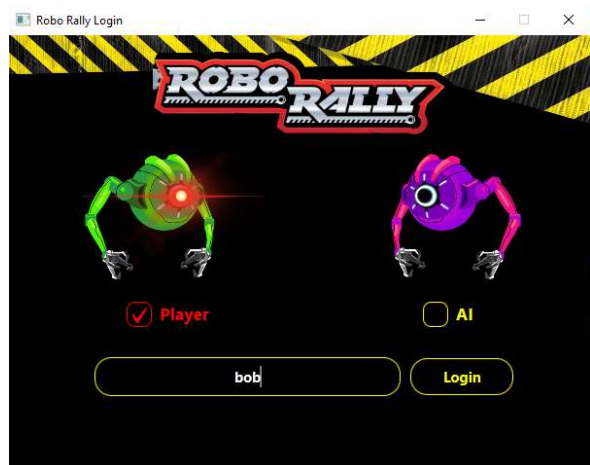 Robo Rally Login
ROBO
RALLY
Player
AI
bob
Login